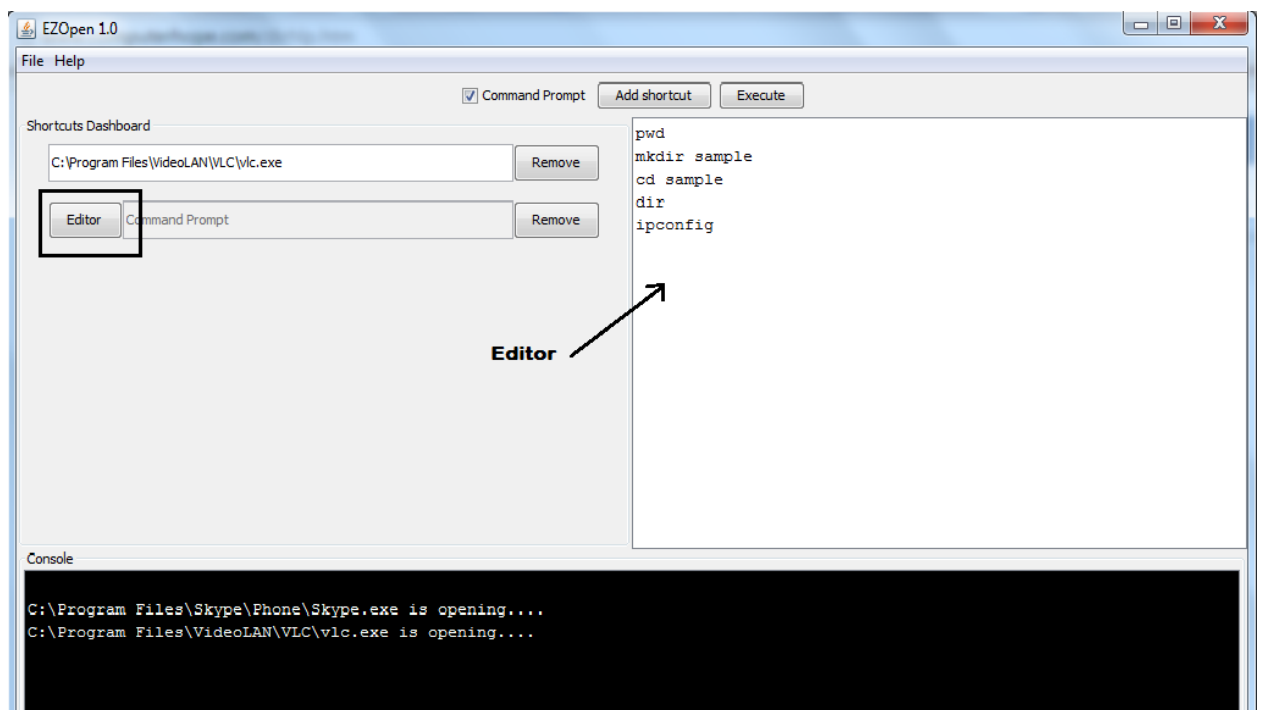 EZOpen 1.0
X
File Help
Command Prompt Add shortcut Execute
Shortcuts Dashboard
C:\Program Files\VideoLAN\VLC\vlc.exe Remove
Editor Command Prompt Remove
pwd
mkdir sample
cd sample
dir
ipconfig
Editor
Console
C:\Program Files\Skype\Phone\Skype.exe is opening....
C:\Program Files\VideoLAN\VLC\vlc.exe is opening....